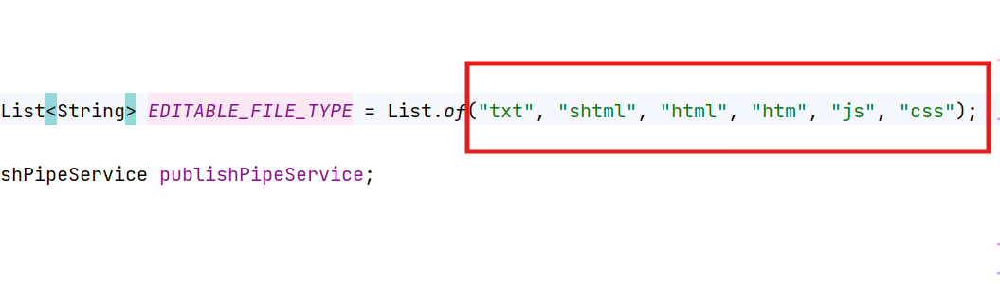 List<String> EDITABLE_FILE_TYPE = List.of("txt", "shtml", "html", "htm", "js", "css");
shPipeService publishPipeService;